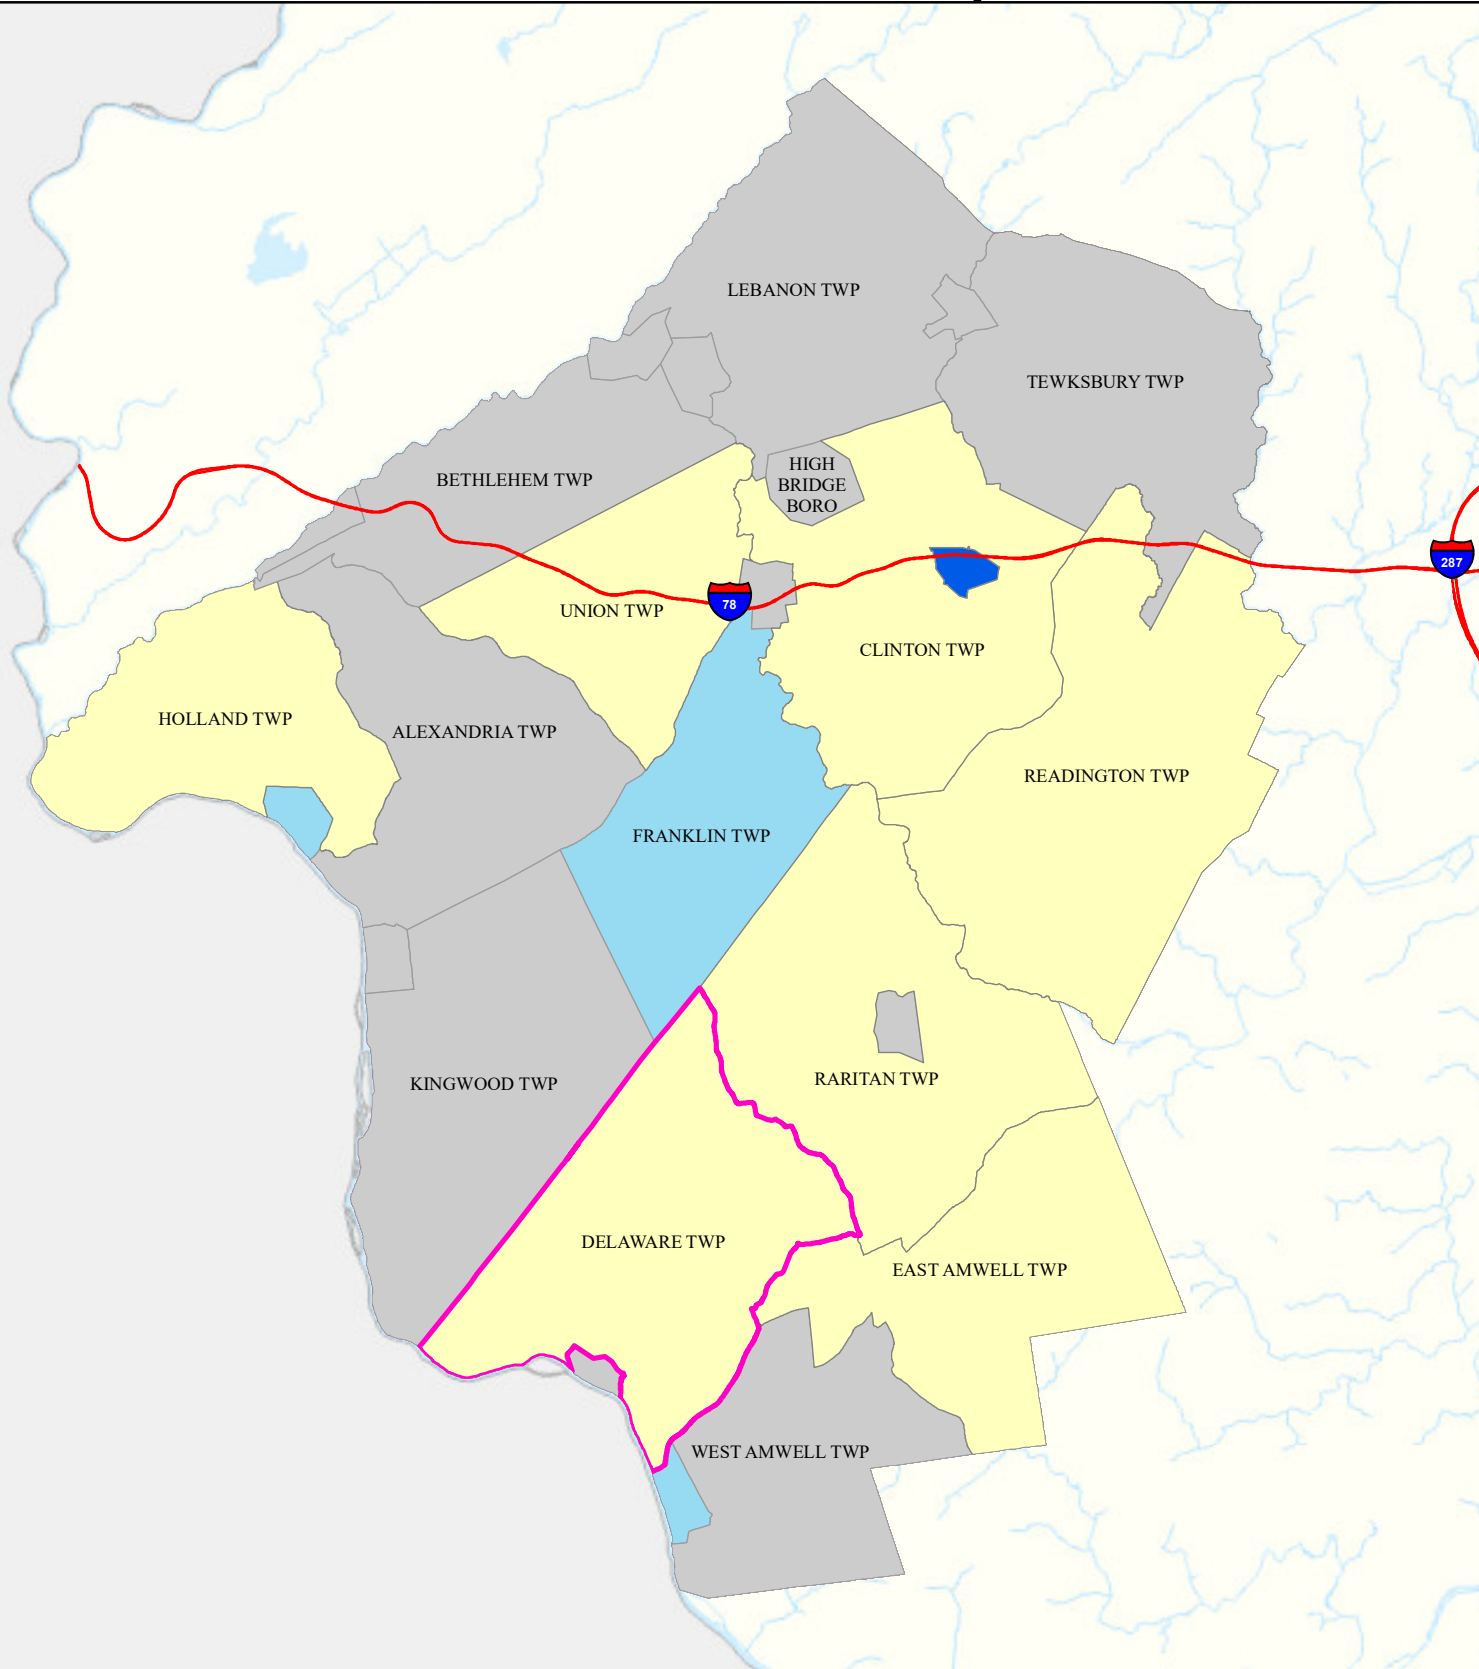 LEBANON TWP
TEWKSBURY TWP
HIGH
BRIDGE
BORO
BETHLEHEM TWP
287
78
UNION TWP
CLINTON TWP
HOLLAND TWP
ALEXANDRIA TWP
READINGTON TWP
FRANKLIN TWP
RARITAN TWP
KINGWOOD TWP
DELAWARE TWP
EAST AMWELL TWP
WEST AMWELL TWP